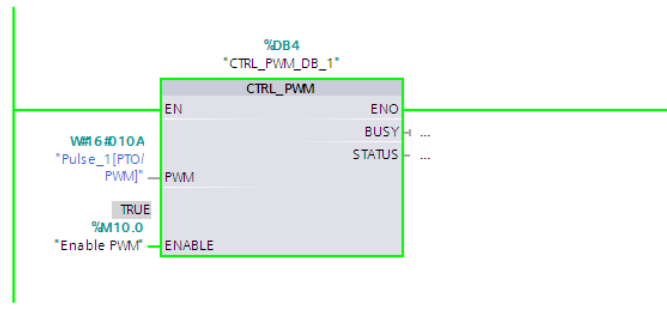 %DB4
"CTRL_PWM_DB_1"
CTRL_PWM
EN
ENO
BUSY
...
W#16#010A
STATUS
...
"Pulse_1[PTO/
PWM]"
PWM
TRUE
%M10.0
"Enable PWM"
ENABLE